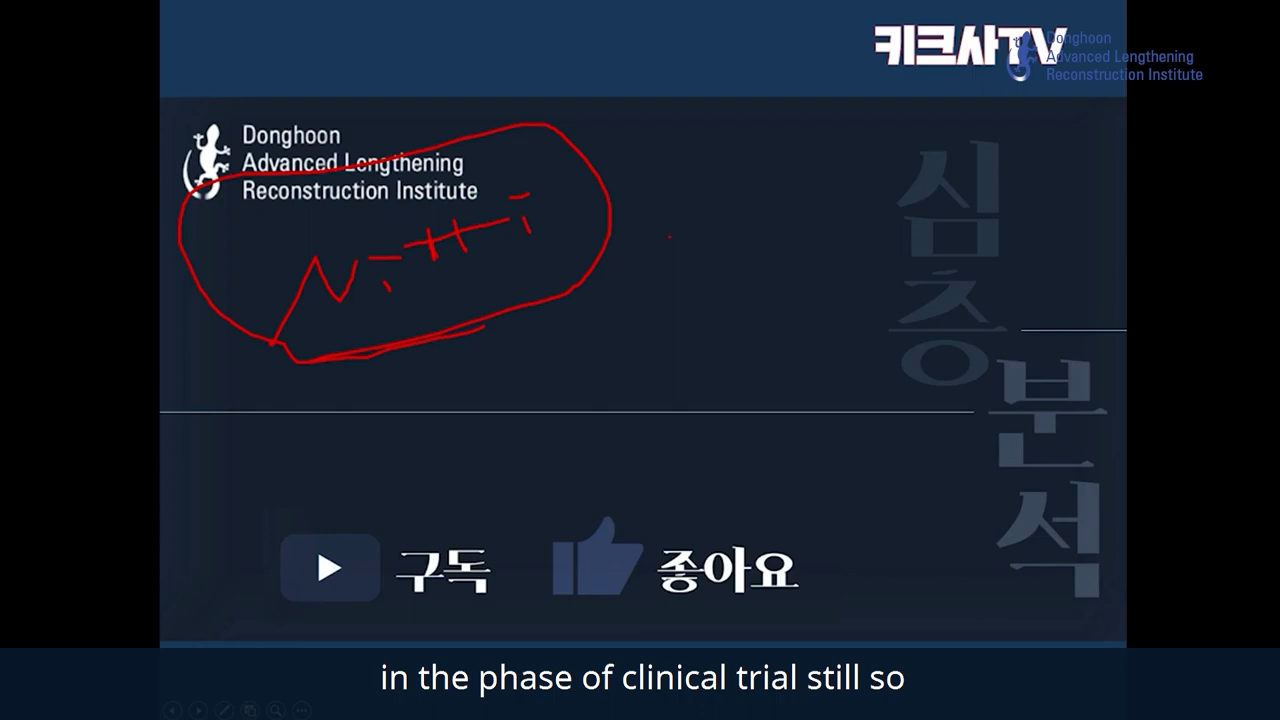 키크사TV
Donghoon
Advanced Lengthening
Reconstruction Institute
Donghoon
Advanced Lengthening
Reconstruction Institute
심층
분석
구독
좋아요
in the phase of clinical trial still so